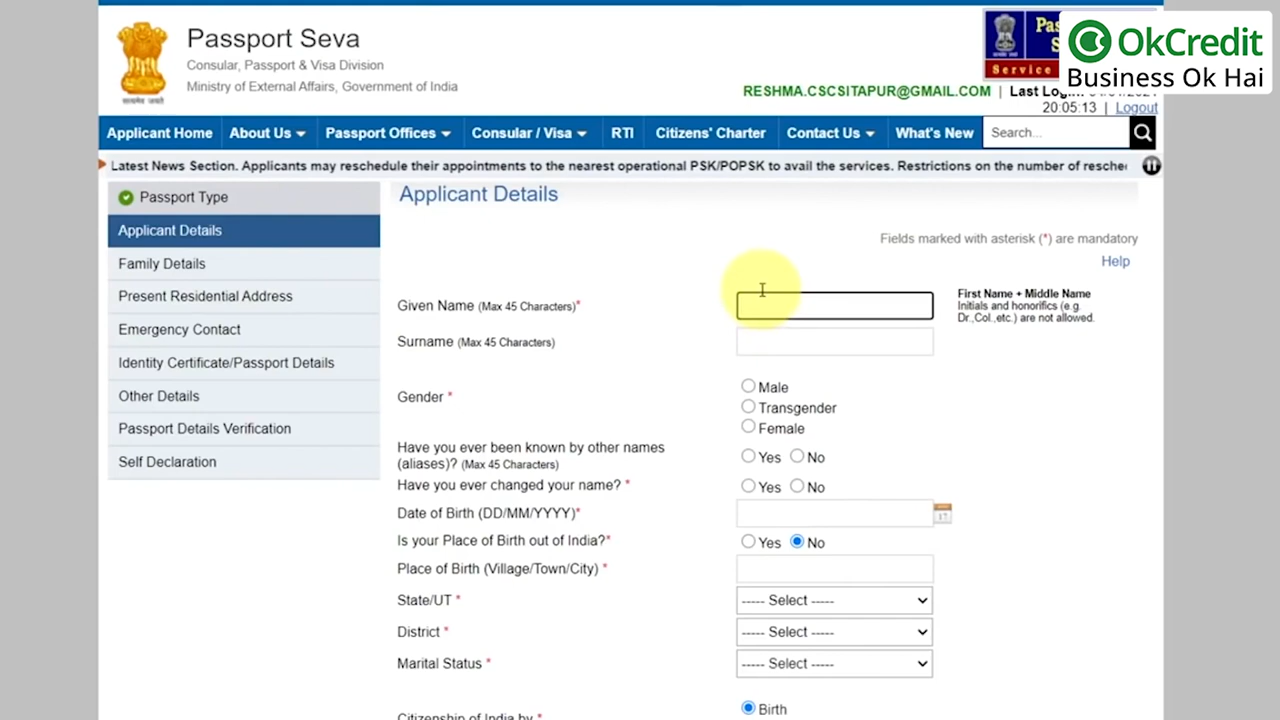 Passport Seva
Consular, Passport & Visa Division
Ministry of External Affairs, Government of India
Service
OkCredit
Business Ok Hai
RESHMA.CSCSITAPUR@GMAIL.COM | Last
20:05:13 | Logout
Applicant Home About Us Passport Offices Consular / Visa RTI Citizens' Charter Contact Us What's New Search...
Latest News Section. Applicants may reschedule their appointments to the nearest operational PSK/POPSK to avail the services. Restrictions on the number of resche
Passport Type
Applicant Details
Family Details
Present Residential Address
Emergency Contact
Identity Certificate/Passport Details
Other Details
Passport Details Verification
Self Declaration
Applicant Details
Fields marked with asterisk (*) are mandatory
Help
Given Name (Max 45 Characters)*
First Name + Middle Name
Initials and honorifics (e.g.
Dr.,Col.,etc.) are not allowed.
Surname (Max 45 Characters)
Gender *
Male
Transgender
Female
Have you ever been known by other names
(aliases)? (Max 45 Characters)
Yes No
Have you ever changed your name? *
Yes No
Date of Birth (DD/MM/YYYY)*
17
Is your Place of Birth out of India?*
Yes No
Place of Birth (Village/Town/City) *
State/UT *
----- Select -----
District *
----- Select -----
Marital Status *
----- Select -----
Citizenship of India by *
Birth